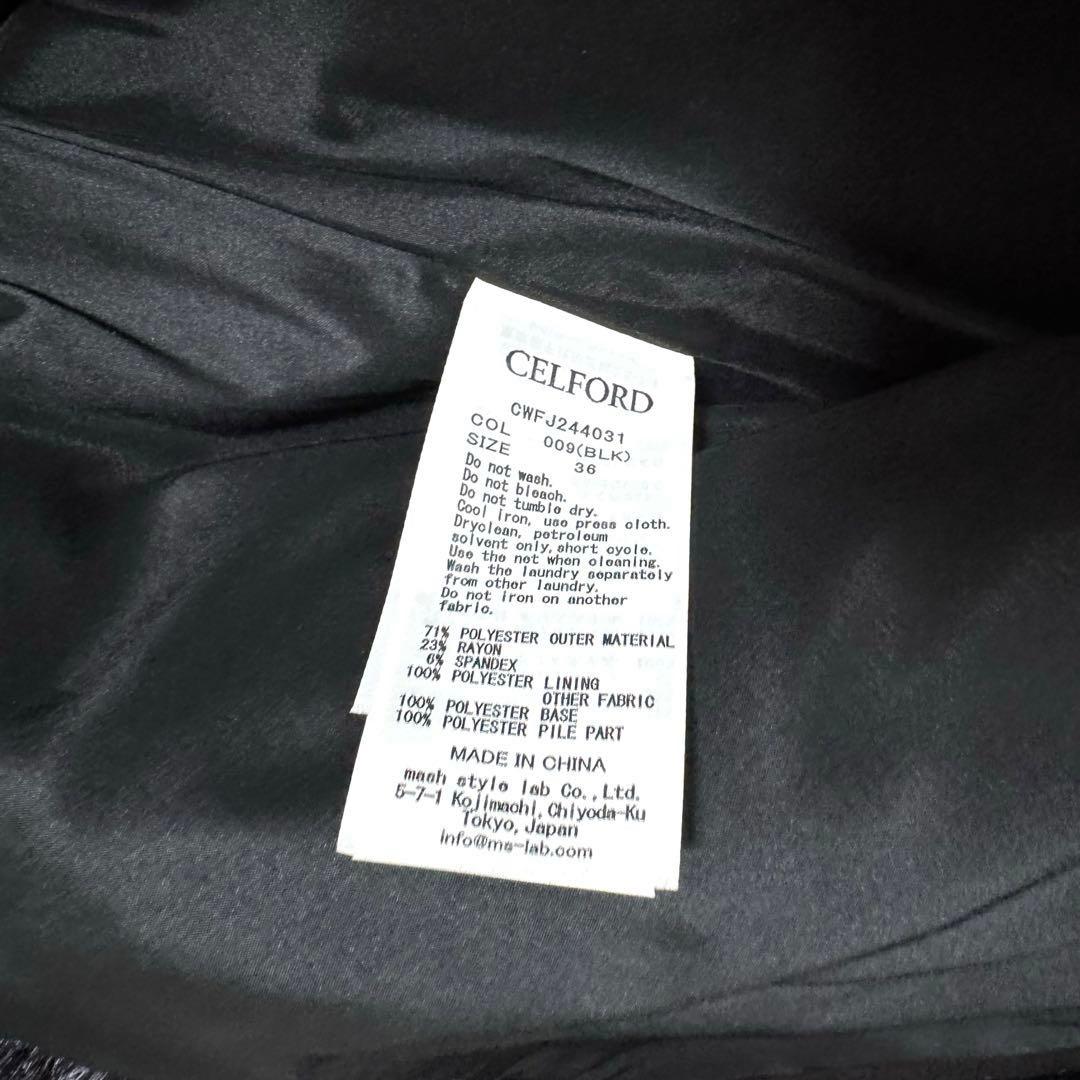 CELFORD
CWFJ244031
COL 009(BLK)
SIZE 36
Do not wash.
Do not bleach.
Do not tumble dry.
Cool iron, use press cloth.
Dryclean, petroleum
solvent only,short cycle.
Use the net when cleaning.
Wash the laundry separately
from other laundry.
Do not iron on another
fabric.
71% POLYESTER OUTER MATERIAL
23% RAYON
6% SPANDEX
100% POLYESTER LINING
OTHER FABRIC
100% POLYESTER BASE
100% POLYESTER PILE PART
MADE IN CHINA
mash style lab Co.,Ltd.
5-7-1 Kojimachi,Chiyoda-Ku
Tokyo,Japan
info@ms-lab.com